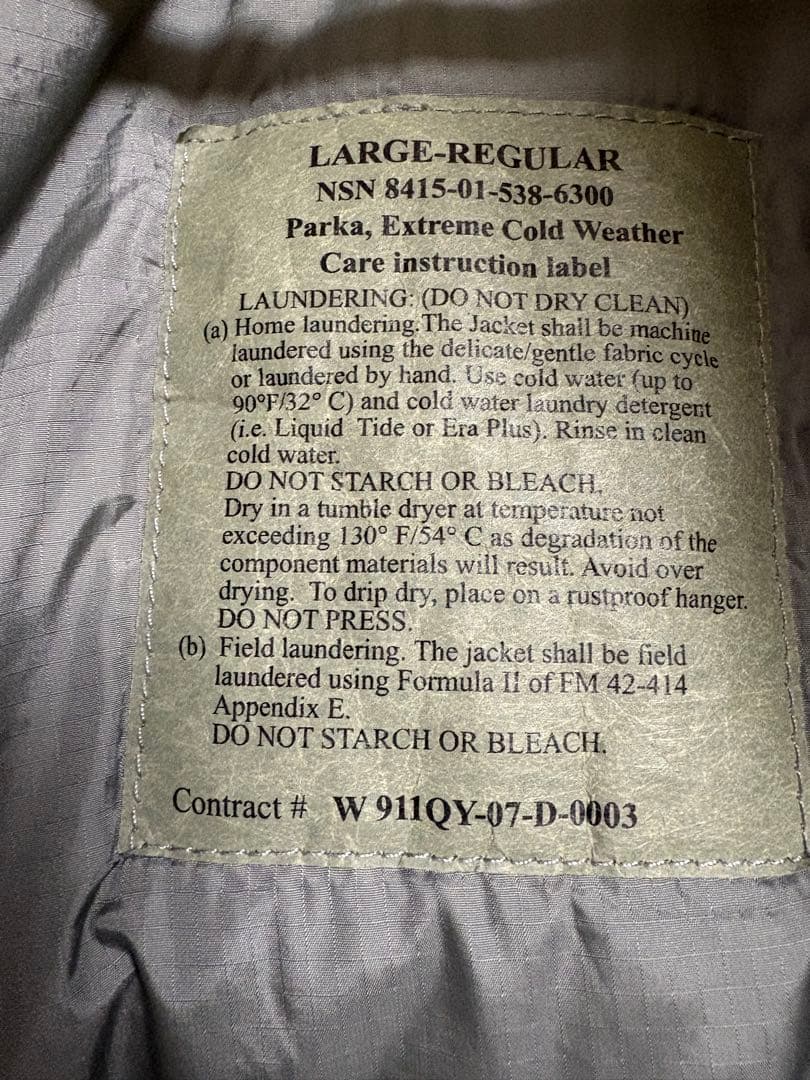 LARGE-REGULAR
NSN 8415-01-538-6300
Parka, Extreme Cold Weather
Care instruction label
LAUNDERING: (DO NOT DRY CLEAN)
(a) Home laundering. The Jacket shall be machine
laundered using the delicate/gentle fabric cycle
or laundered by hand. Use cold water (up to
90°F/32° C) and cold water laundry detergent
(i.e. Liquid Tide or Era Plus). Rinse in clean
cold water.
DO NOT STARCH OR BLEACH.
Dry in a tumble dryer at temperature not
exceeding 130° F/54° C as degradation of the
component materials will result. Avoid over
drying. To drip dry, place on a rustproof hanger.
DO NOT PRESS.
(b) Field laundering. The jacket shall be field
laundered using Formula II of FM 42-414
Appendix E.
DO NOT STARCH OR BLEACH.
Contract # W 911QY-07-D-0003